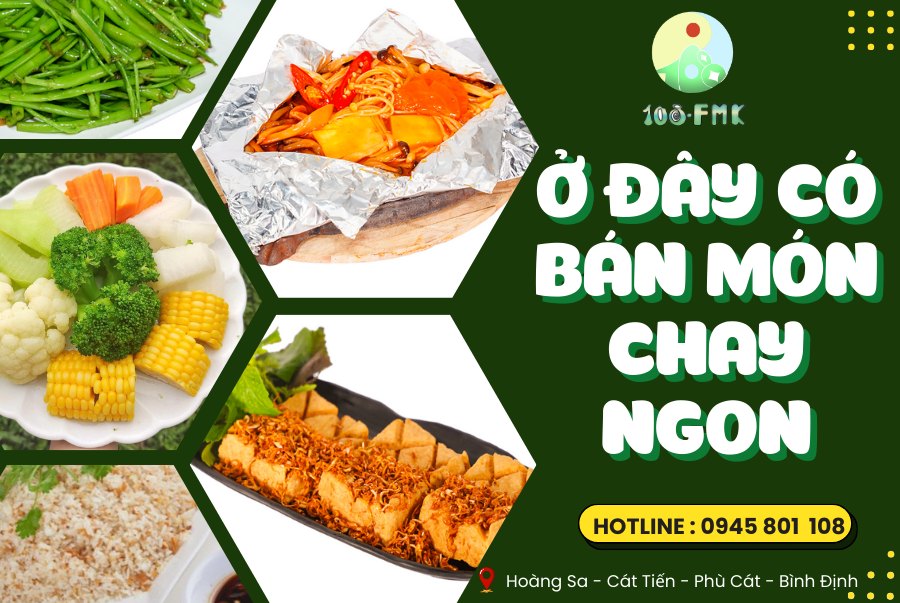 108·FMK
Ở ĐÂY CÓ
BÁN MÓN
CHAY
NGON
HOTLINE : 0945 801 108
Hoàng Sa - Cát Tiến - Phù Cát - Bình Định